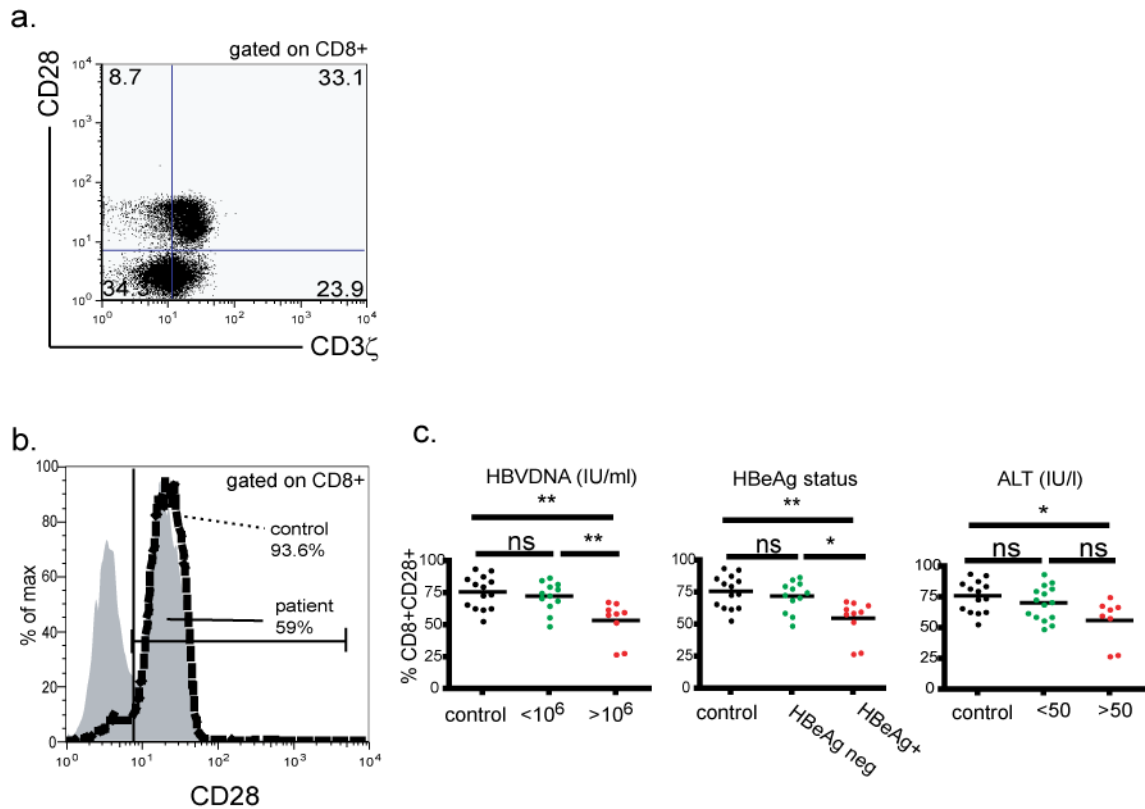 a.
gated on CD8+
CD28
10⁴
8.7
33.1
10³
10²
10¹
10⁰
23.9
10⁰
10¹
10²
10³
10⁴
CD3ζ
b.
gated on CD8+
100
80
60
40
20
0
% of max
control
93.6%
patient
59%
10⁰
10¹
10²
10³
10⁴
CD28
c.
HBVDNA (IU/ml)
**
ns
**
100
75
50
25
0
% CD8+CD28+
control
<10⁶
>10⁶
HBeAg status
**
ns
*
100
75
50
25
0
control
HBeAg neg
HBeAg+
ALT (IU/l)
*
ns
ns
100
75
50
25
0
control
<50
>50